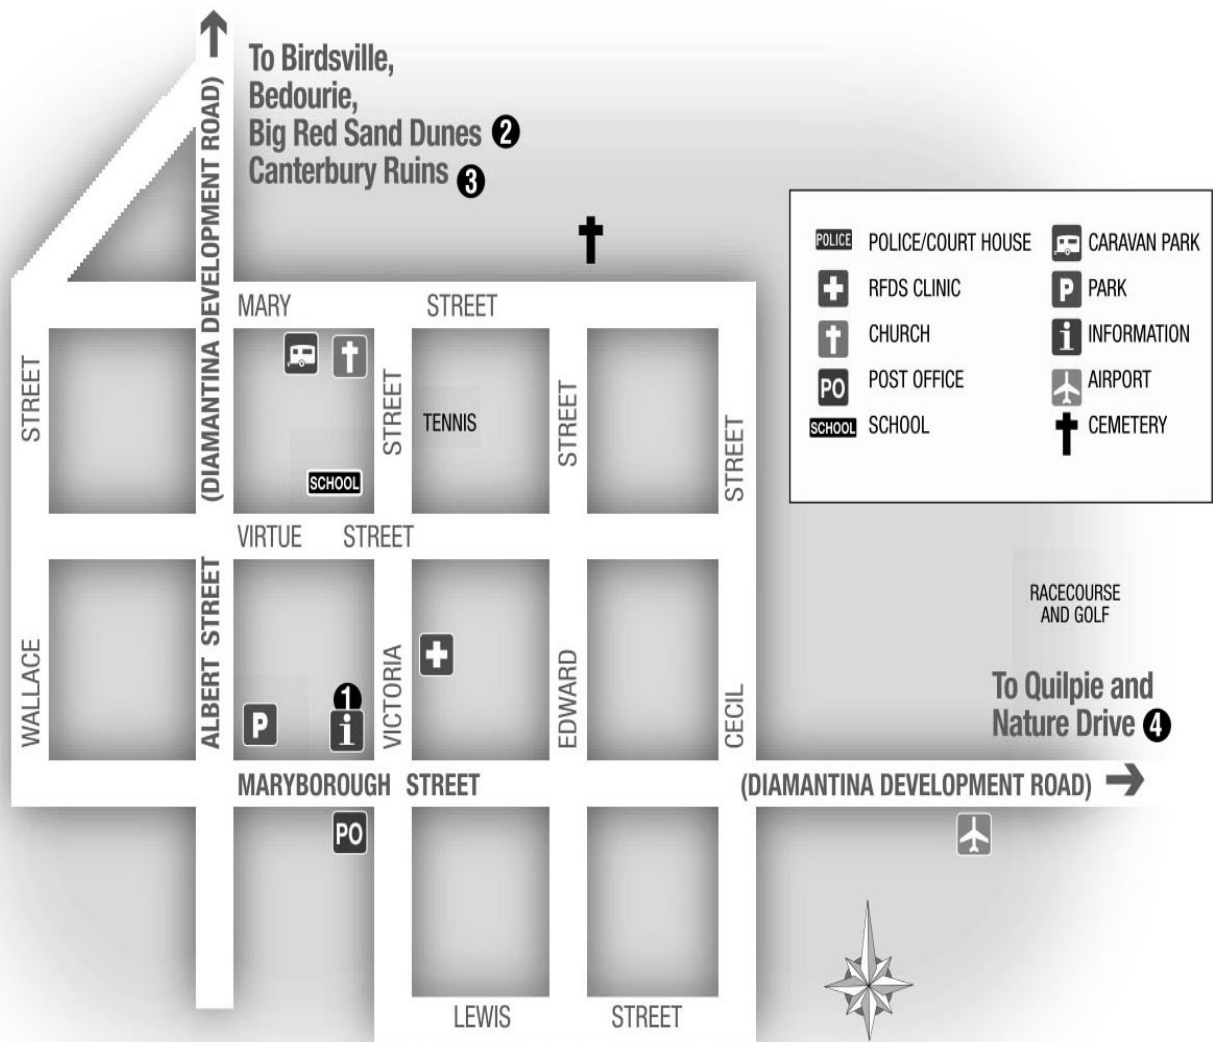 To Birdsville,
Bedourie,
Big Red Sand Dunes 2
Canterbury Ruins 3
(DIAMANTINA DEVELOPMENT ROAD)
POLICE POLICE/COURT HOUSE
RFDS CLINIC
CHURCH
PO POST OFFICE
SCHOOL SCHOOL
CARAVAN PARK
P PARK
i INFORMATION
AIRPORT
CEMETERY
MARY STREET
STREET
STREET
STREET
STREET
TENNIS
SCHOOL
VIRTUE STREET
RACECOURSE
AND GOLF
WALLACE
ALBERT STREET
VICTORIA
EDWARD
CECIL
1
P
i
To Quilpie and
Nature Drive 4
MARYBOROUGH STREET
(DIAMANTINA DEVELOPMENT ROAD)
PO
LEWIS STREET